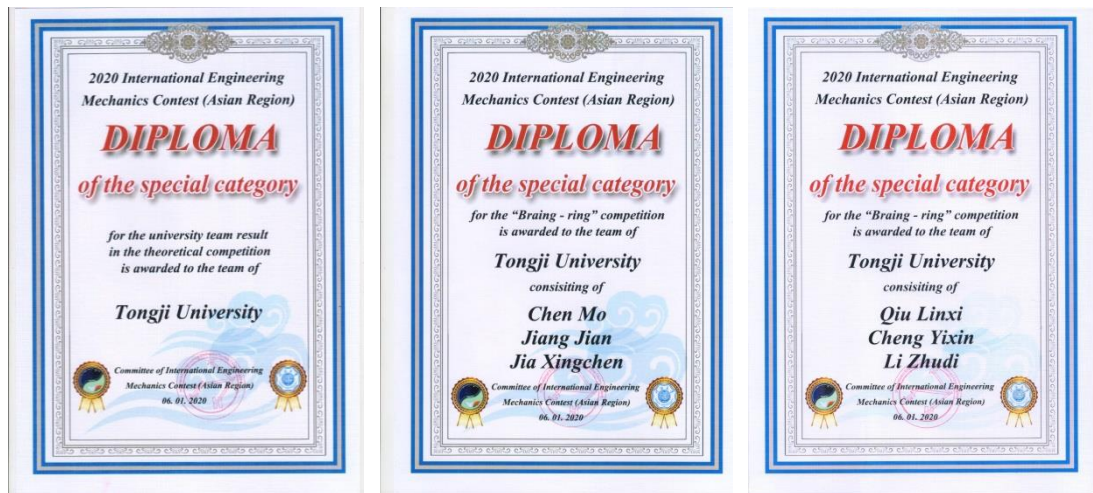 2020 International Engineering
Mechanics Contest (Asian Region)
DIPLOMA
of the special category
for the university team result
in the theoretical competition
is awarded to the team of
Tongji University
Committee of International Engineering
Mechanics Contest (Asian Region)
06. 01. 2020
2020 International Engineering
Mechanics Contest (Asian Region)
DIPLOMA
of the special category
for the “Braing - ring” competition
is awarded to the team of
Tongji University
consisiting of
Chen Mo
Jiang Jian
Jia Xingchen
Committee of International Engineering
Mechanics Contest (Asian Region)
06. 01. 2020
2020 International Engineering
Mechanics Contest (Asian Region)
DIPLOMA
of the special category
for the “Braing - ring” competition
is awarded to the team of
Tongji University
consisiting of
Qiu Linxi
Cheng Yixin
Li Zhudi
Committee of International Engineering
Mechanics Contest (Asian Region)
06. 01. 2020